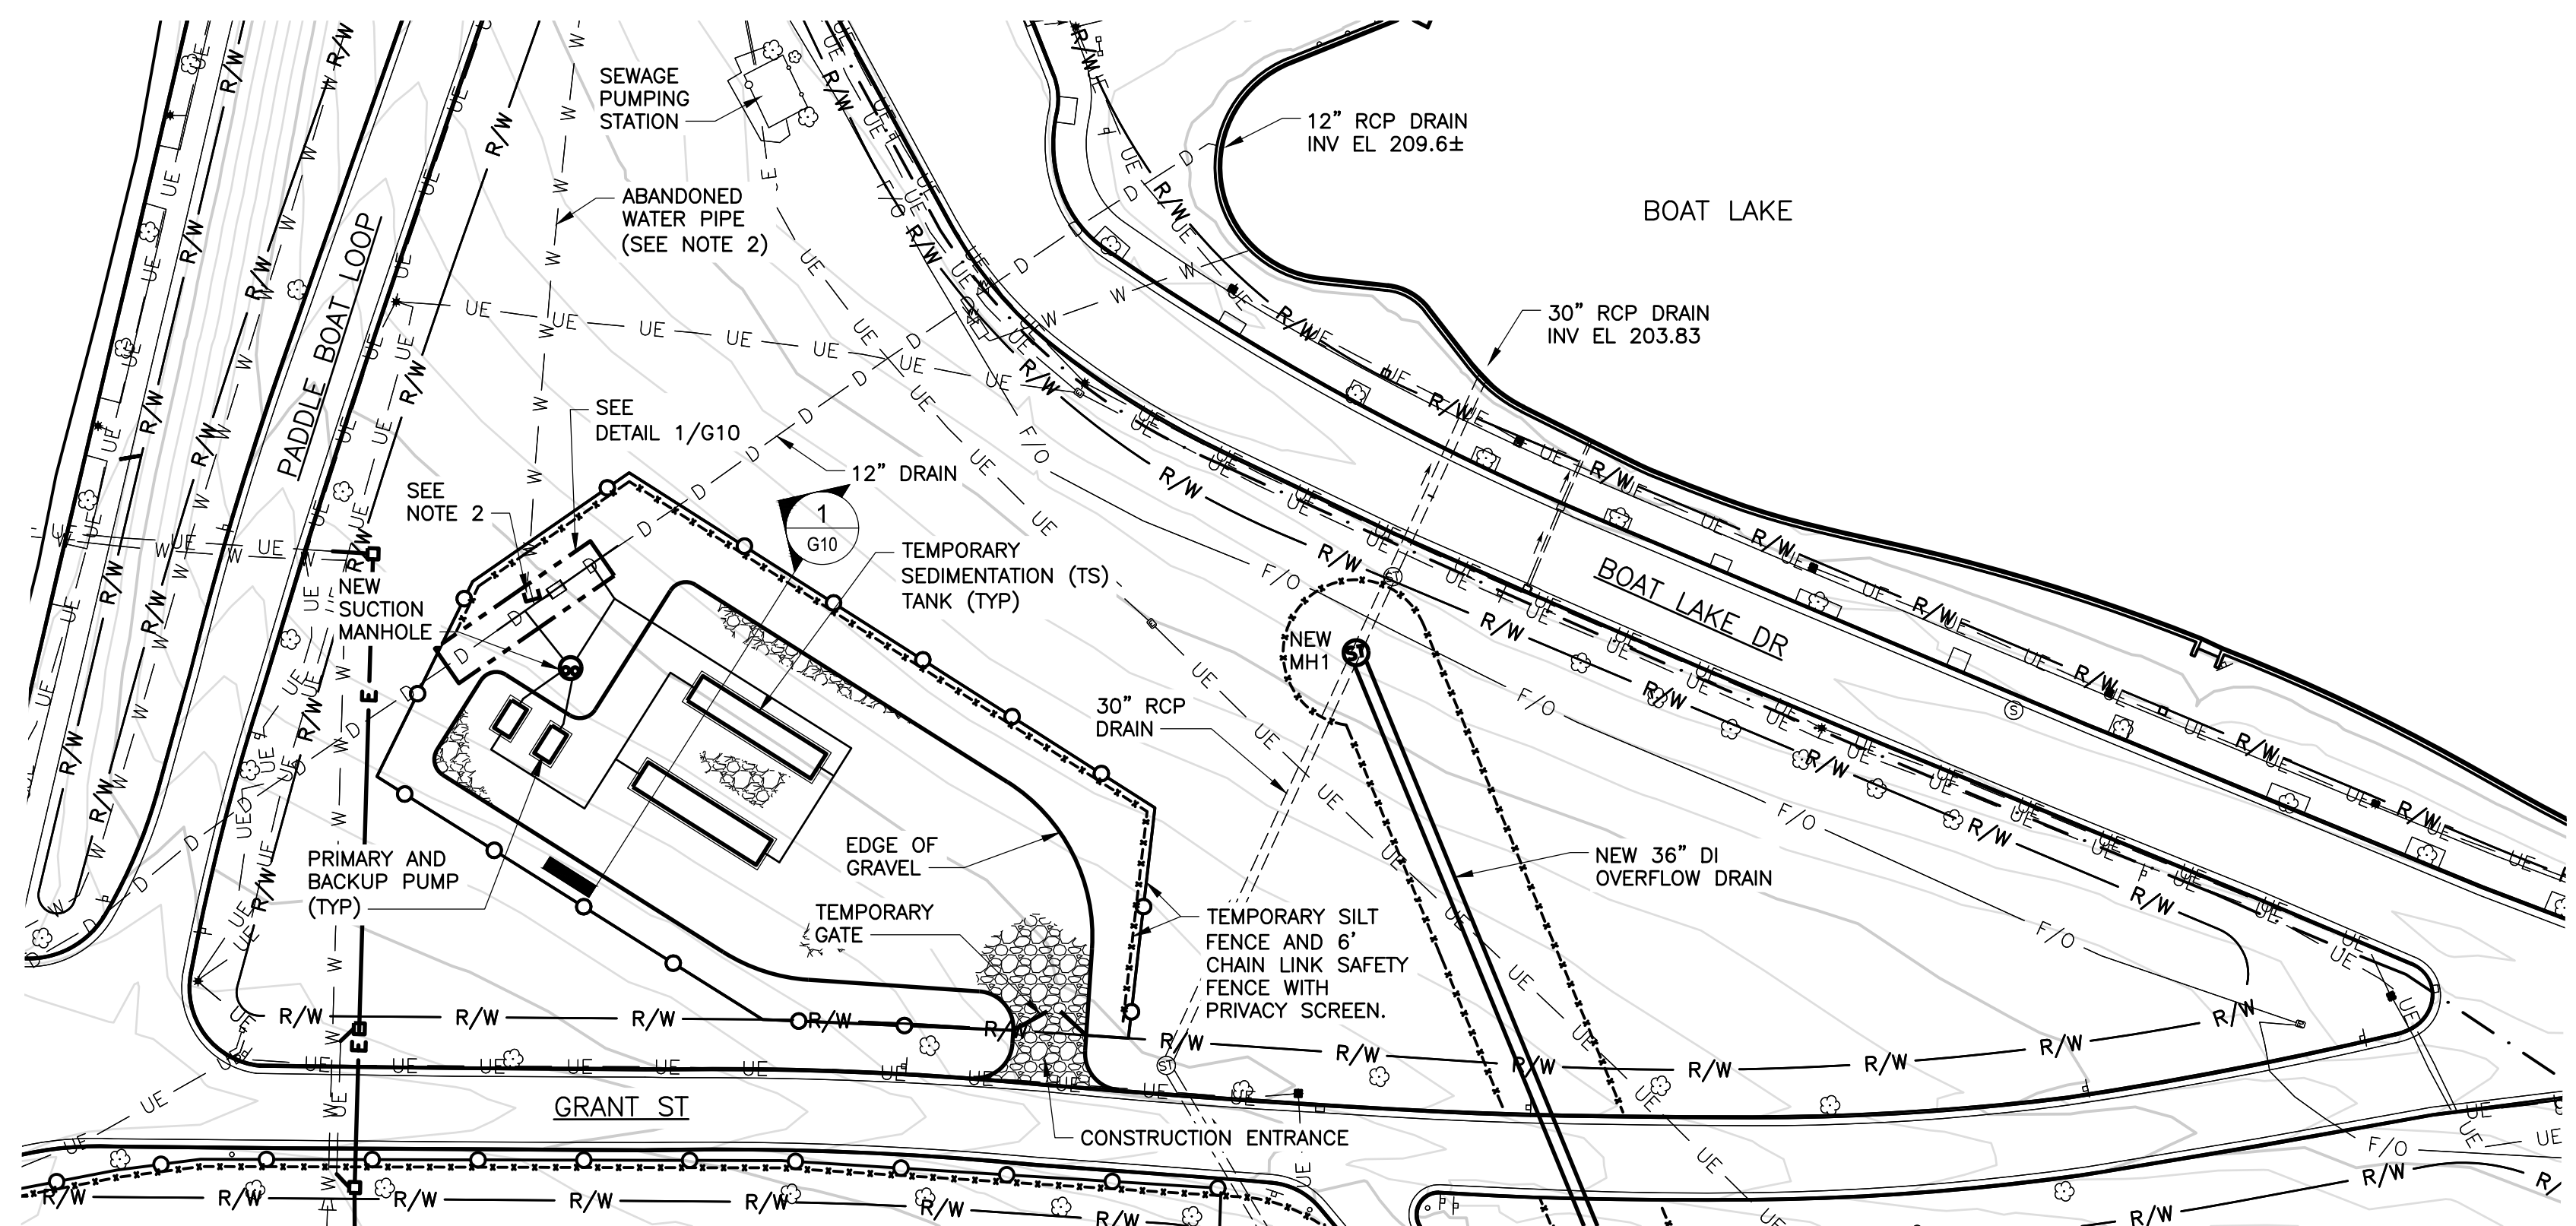 SEWAGE
PUMPING
STATION
12" RCP DRAIN
INV EL 209.6±
BOAT LAKE
ABANDONED
WATER PIPE
(SEE NOTE 2)
PADDLE BOAT LOOP
30" RCP DRAIN
INV EL 203.83
SEE
DETAIL 1/G10
12" DRAIN
SEE
NOTE 2
1
G10
TEMPORARY
SEDIMENTATION (TS)
TANK (TYP)
NEW
SUCTION
MANHOLE
BOAT LAKE DR
NEW
MH1
ST
30" RCP
DRAIN
EDGE OF
GRAVEL
PRIMARY AND
BACKUP PUMP
(TYP)
NEW 36" DI
OVERFLOW DRAIN
TEMPORARY
GATE
TEMPORARY SILT
FENCE AND 6'
CHAIN LINK SAFETY
FENCE WITH
PRIVACY SCREEN.
GRANT ST
CONSTRUCTION ENTRANCE
R/W
UE
W
D
E
F/O
S
ST